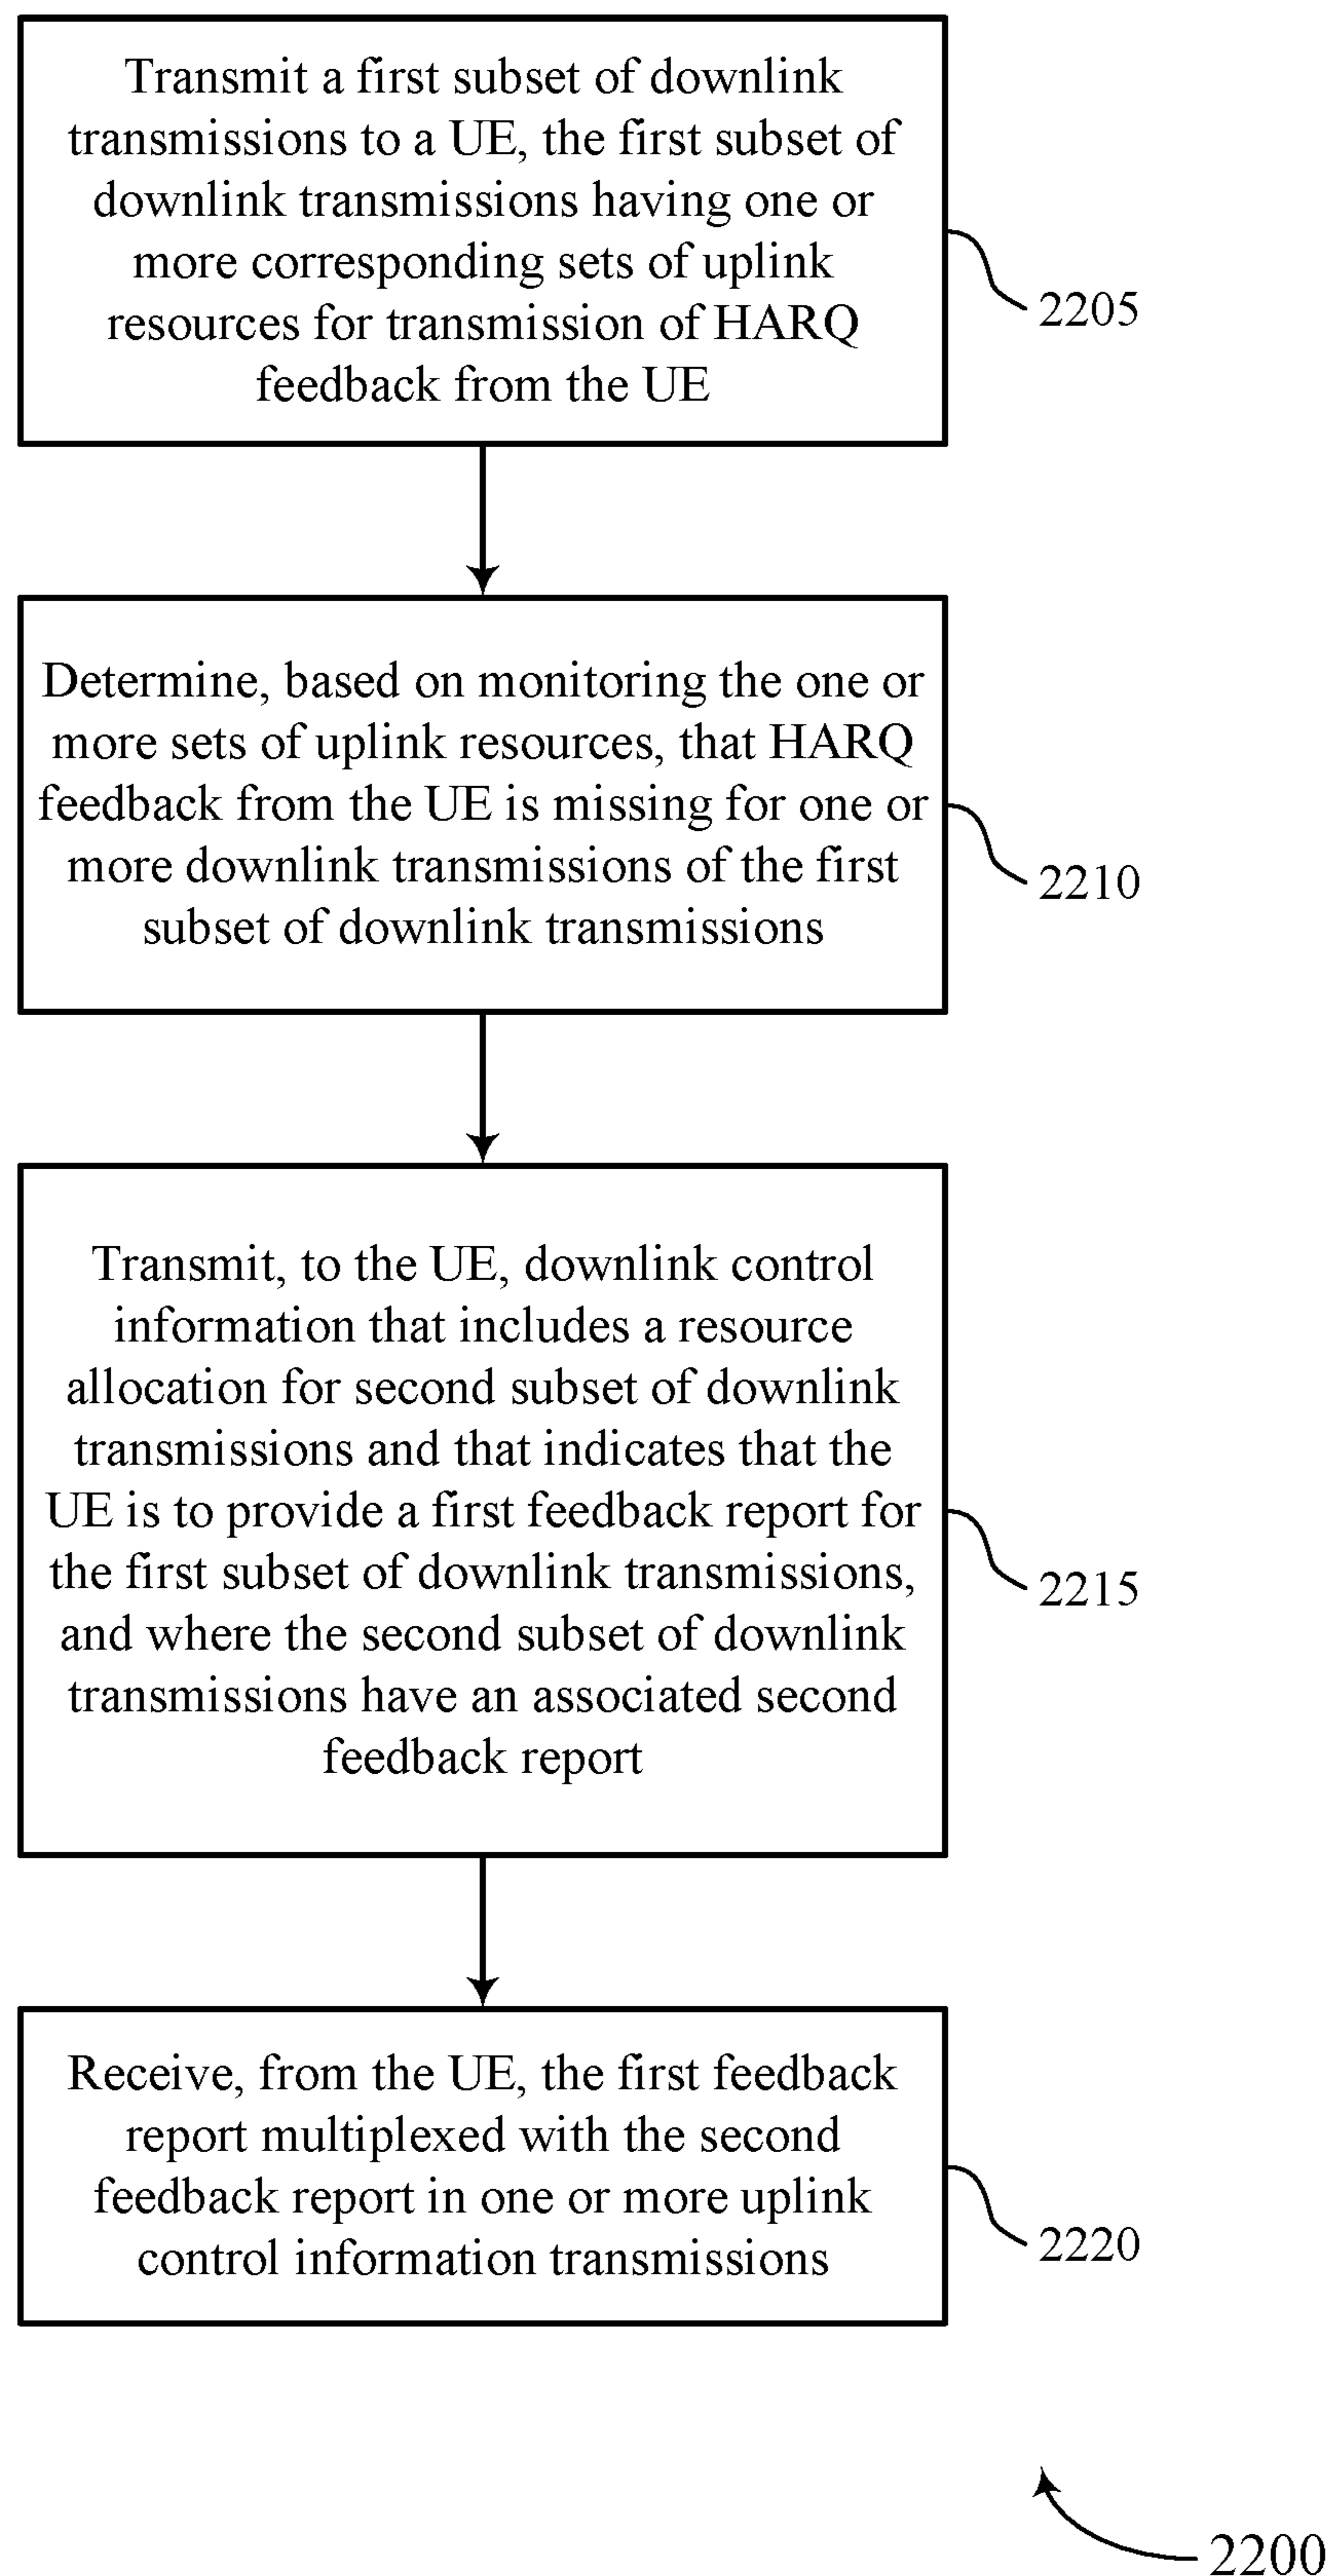 Transmit a first subset of downlink
transmissions to a UE, the first subset of
downlink transmissions having one or
more corresponding sets of uplink
resources for transmission of HARQ
feedback from the UE
2205
Determine, based on monitoring the one or
more sets of uplink resources, that HARQ
feedback from the UE is missing for one or
more downlink transmissions of the first
subset of downlink transmissions
2210
Transmit, to the UE, downlink control
information that includes a resource
allocation for second subset of downlink
transmissions and that indicates that the
UE is to provide a first feedback report for
the first subset of downlink transmissions,
and where the second subset of downlink
transmissions have an associated second
feedback report
2215
Receive, from the UE, the first feedback
report multiplexed with the second
feedback report in one or more uplink
control information transmissions
2220
2200